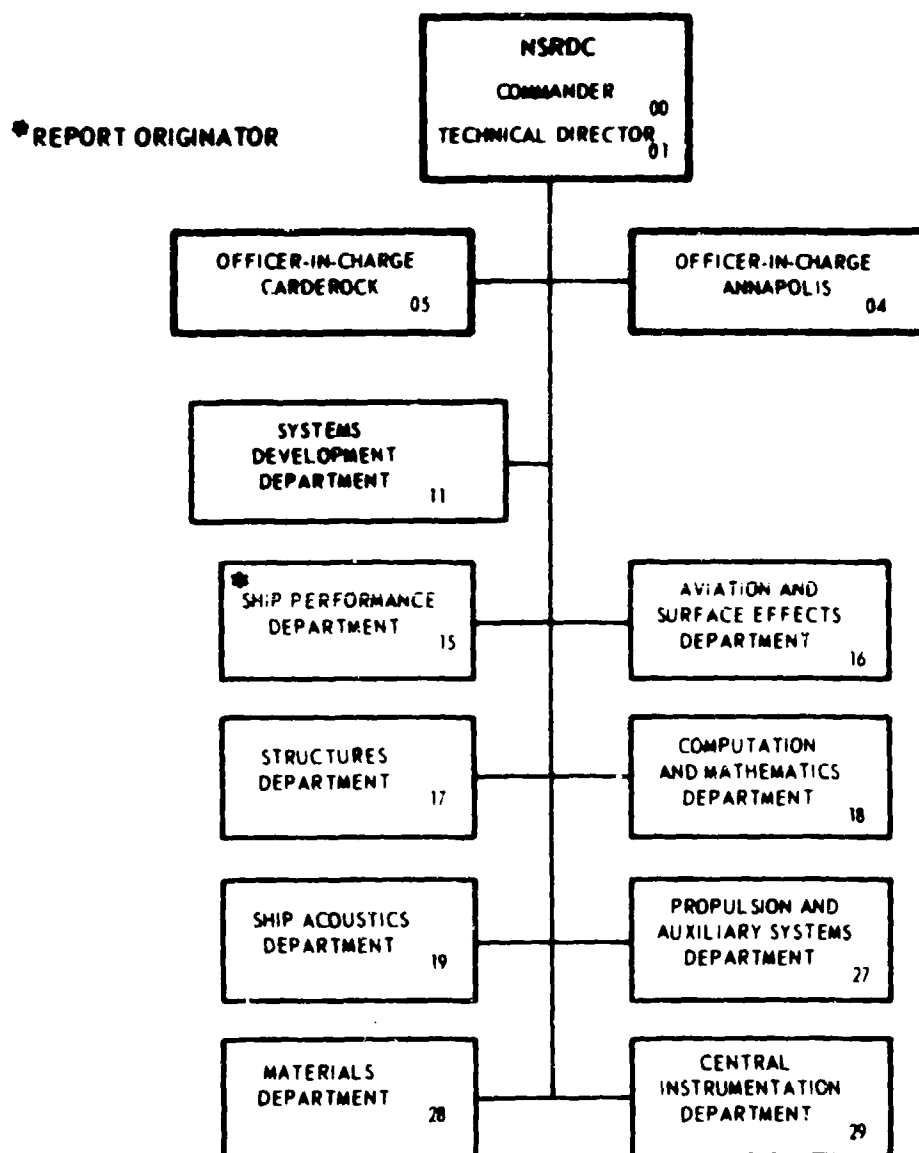 NSRDC
COMMANDER
00
TECHNICAL DIRECTOR
01
*REPORT ORIGINATOR
OFFICER-IN-CHARGE
CARDEROCK
05
OFFICER-IN-CHARGE
ANNAPOLIS
04
SYSTEMS
DEVELOPMENT
DEPARTMENT
11
*
SHIP PERFORMANCE
DEPARTMENT
15
AVIATION AND
SURFACE EFFECTS
DEPARTMENT
16
STRUCTURES
DEPARTMENT
17
COMPUTATION
AND MATHEMATICS
DEPARTMENT
18
SHIP ACOUSTICS
DEPARTMENT
19
PROPULSION AND
AUXILIARY SYSTEMS
DEPARTMENT
27
MATERIALS
DEPARTMENT
28
CENTRAL
INSTRUMENTATION
DEPARTMENT
29